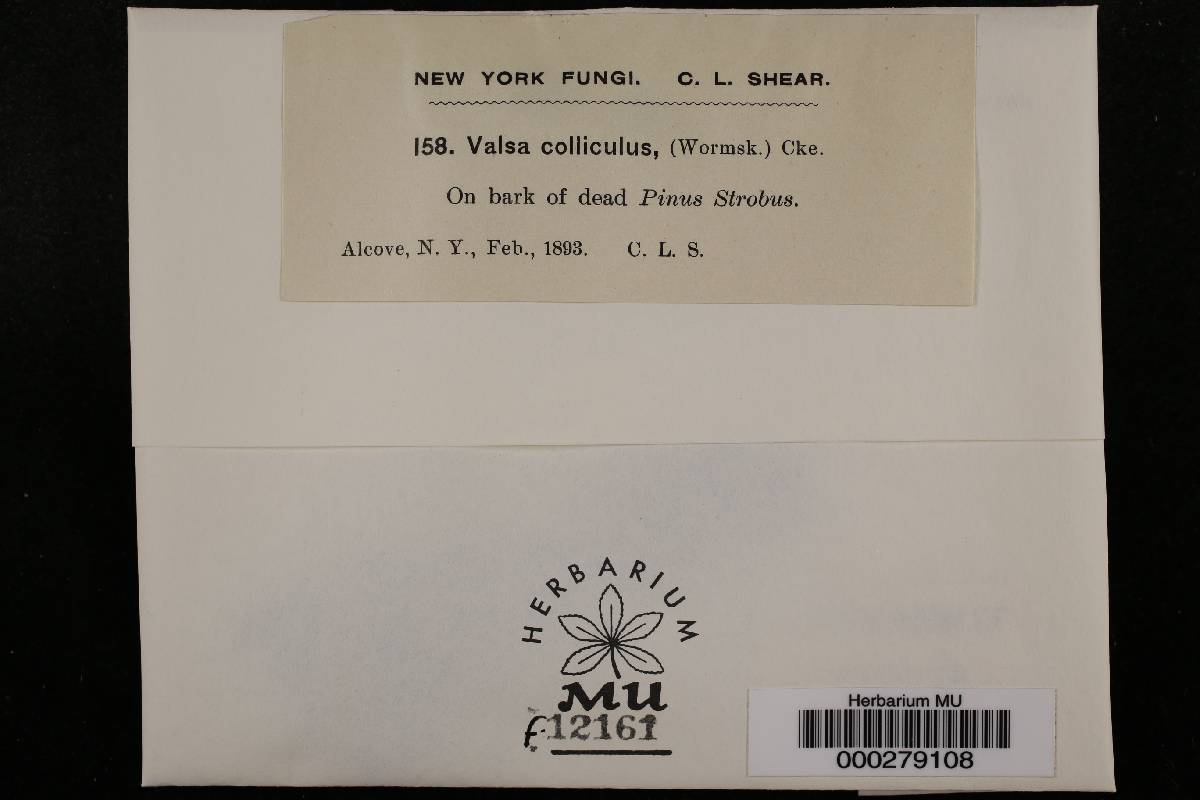 NEW YORK FUNGI. C. L. SHEAR.
158. Valsa colliculus, (Wormsk.) Cke.
On bark of dead Pinus Strobus.
Alcove, N. Y., Feb., 1893. C. L. S.
HERBARIUM
MU
F. 12161
Herbarium MU
000279108